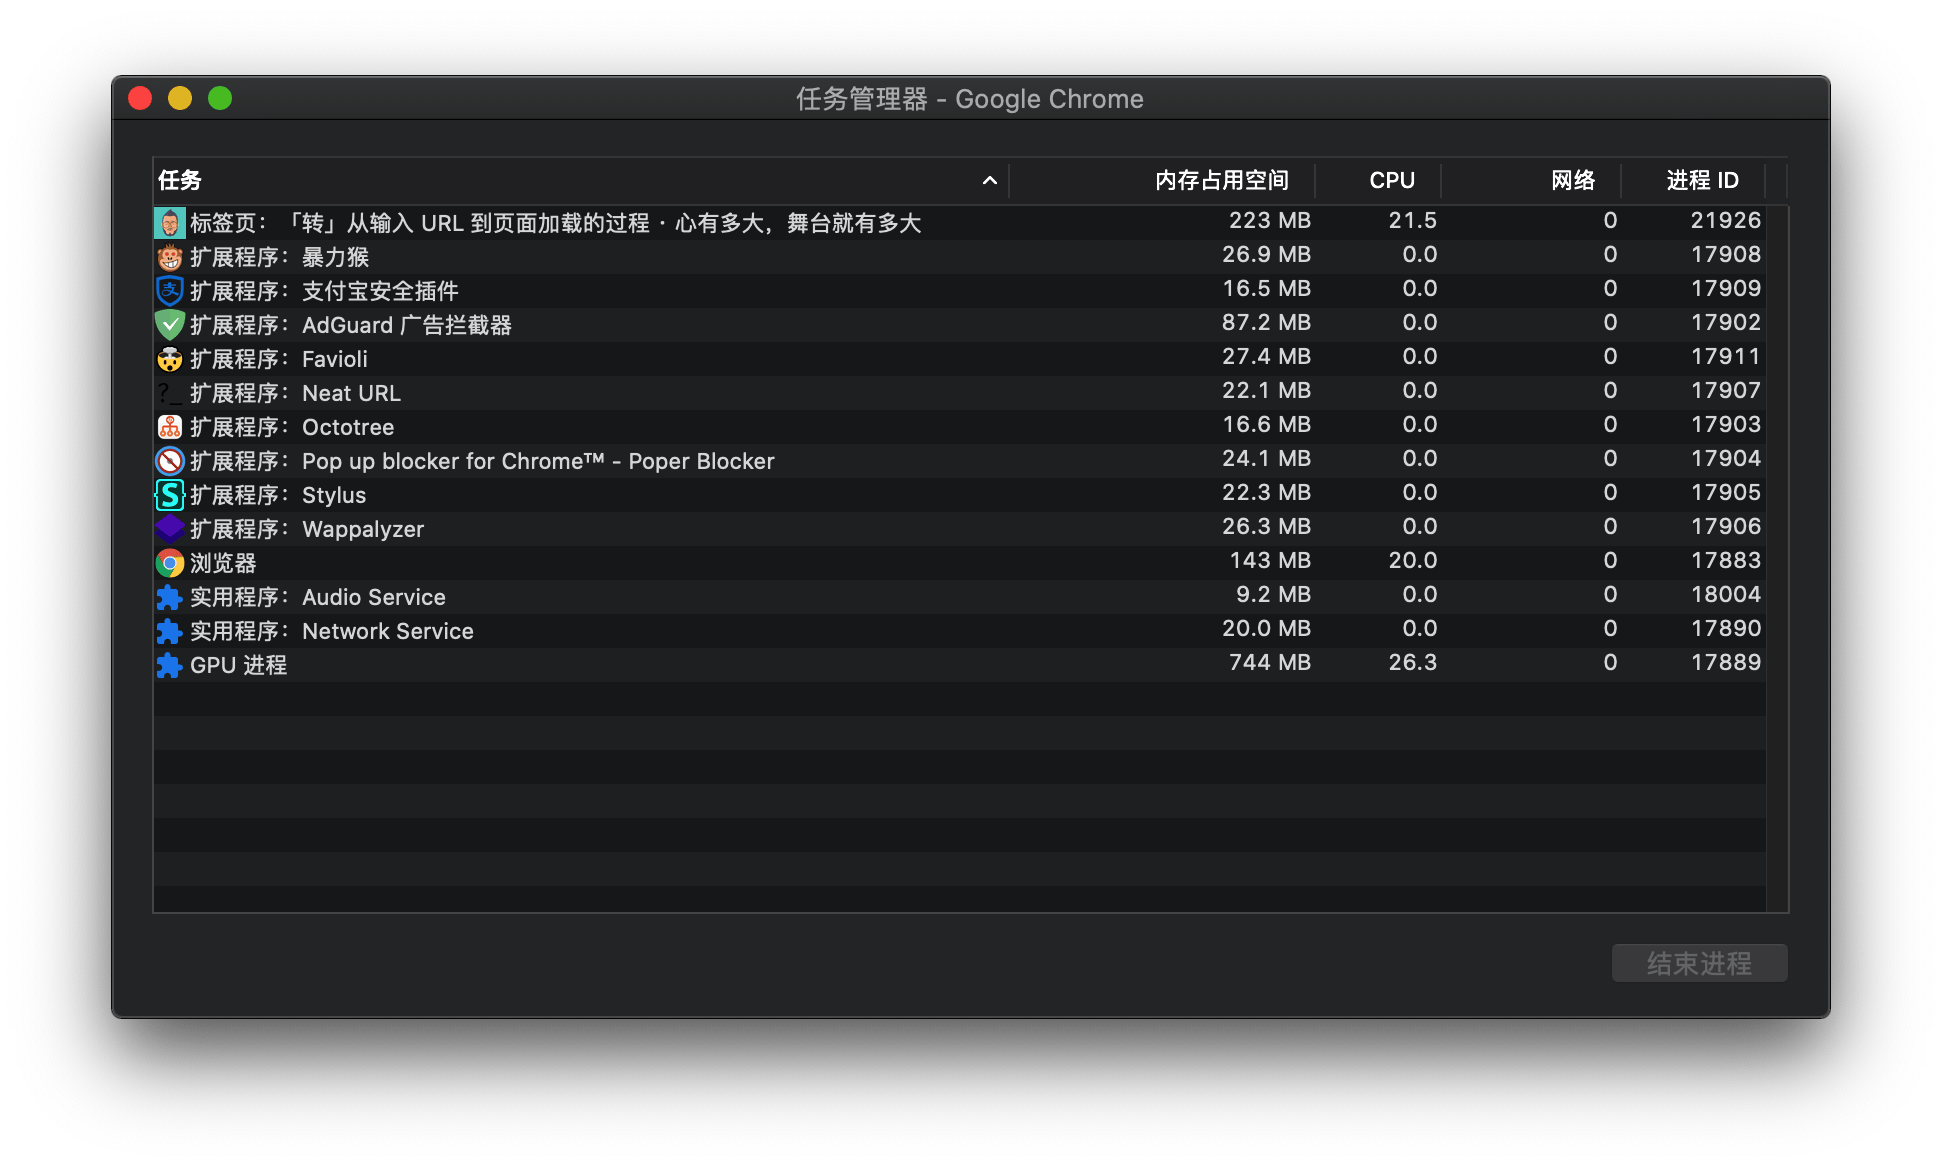 任务管理器 - Google Chrome
任务 内存占用空间 CPU 网络 进程 ID
标签页：「转」从输入 URL 到页面加载的过程 · 心有多大，舞台就有多大 223 MB 21.5 0 21926
扩展程序：暴力猴 26.9 MB 0.0 0 17908
支 扩展程序：支付宝安全插件 16.5 MB 0.0 0 17909
扩展程序：AdGuard 广告拦截器 87.2 MB 0.0 0 17902
扩展程序：Favioli 27.4 MB 0.0 0 17911
?_ 扩展程序：Neat URL 22.1 MB 0.0 0 17907
扩展程序：Octotree 16.6 MB 0.0 0 17903
扩展程序：Pop up blocker for Chrome™ - Poper Blocker 24.1 MB 0.0 0 17904
{S} 扩展程序：Stylus 22.3 MB 0.0 0 17905
扩展程序：Wappalyzer 26.3 MB 0.0 0 17906
浏览器 143 MB 20.0 0 17883
实用程序：Audio Service 9.2 MB 0.0 0 18004
实用程序：Network Service 20.0 MB 0.0 0 17890
GPU 进程 744 MB 26.3 0 17889
结束进程